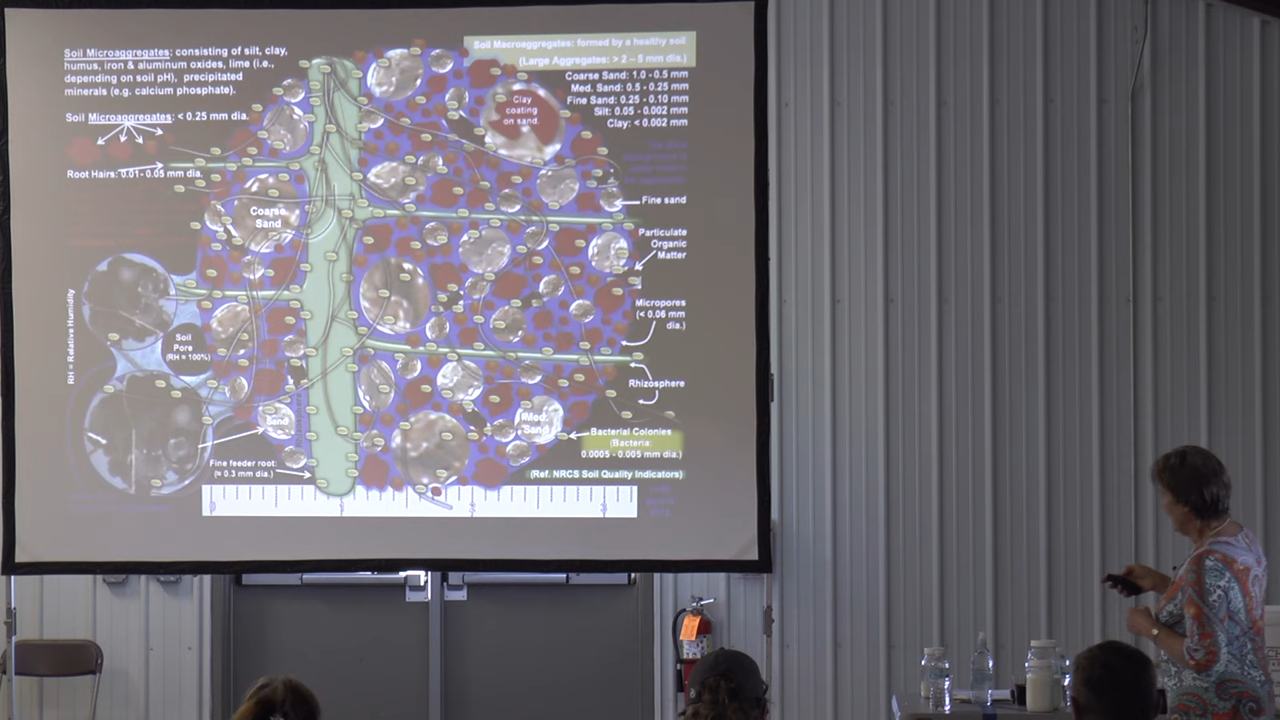 Soil Microaggregates: consisting of silt, clay,
humus, iron & aluminum oxides, lime (i.e.,
depending on soil pH), precipitated
minerals (e.g. calcium phosphate).
Soil Microaggregates: < 0.25 mm dia.
Root Hairs: 0.01-0.05 mm dia.
Soil Macroaggregates: formed by a healthy soil
(Large Aggregates: > 2 – 5 mm dia.)
Coarse Sand: 1.0 - 0.5 mm
Med. Sand: 0.5 - 0.25 mm
Fine Sand: 0.25 - 0.10 mm
Silt: 0.05 - 0.002 mm
Clay: < 0.002 mm
Clay
coating
on sand.
Coarse
Sand
Fine sand
Particulate
Organic
Matter
Micropores
(< 0.06 mm
dia.)
RH = Relative Humidity
Soil
Pore
(RH ≈ 100%)
Rhizosphere
Rhizosphere
Sand
Med.
Sand
Bacterial Colonies
(Bacteria:
0.0005 - 0.005 mm dia.)
Fine feeder root:
(≈ 0.3 mm dia.)
(Ref. NRCS Soil Quality Indicators)